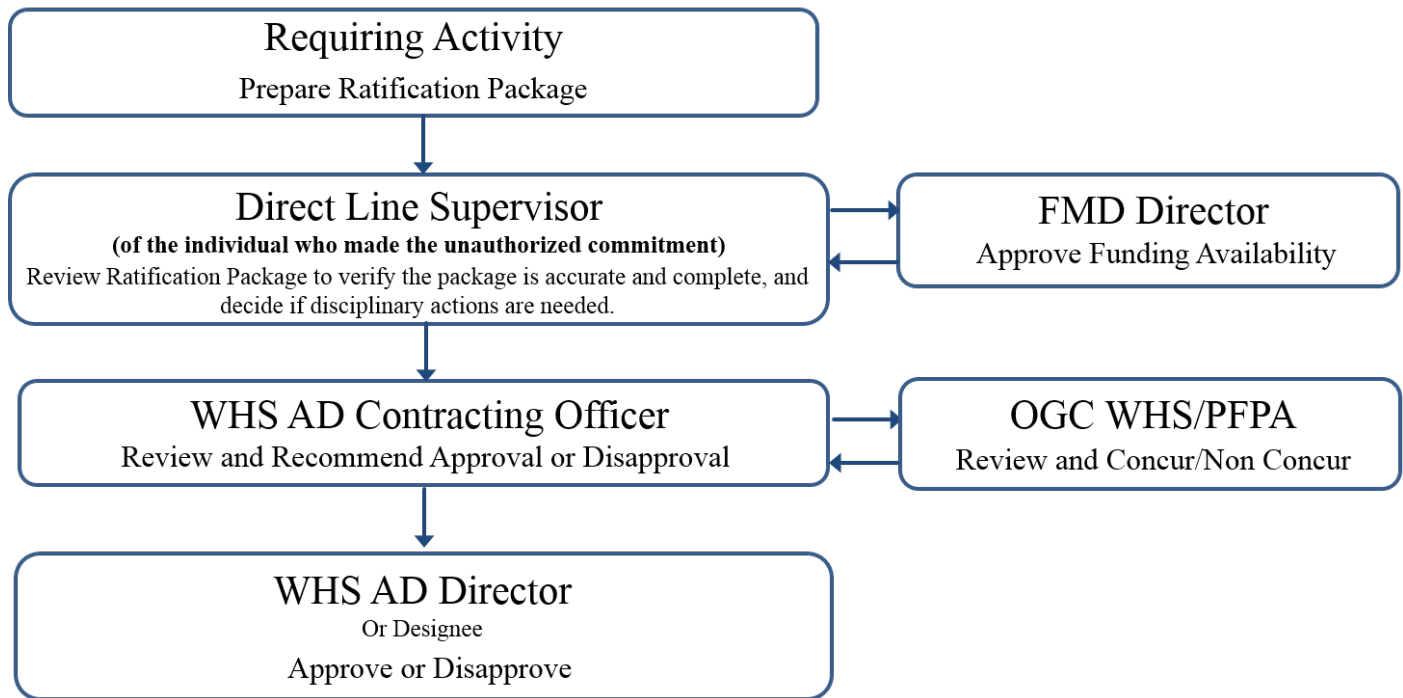 Requiring Activity
Prepare Ratification Package
Direct Line Supervisor
(of the individual who made the unauthorized commitment)
Review Ratification Package to verify the package is accurate and complete, and
decide if disciplinary actions are needed.
FMD Director
Approve Funding Availability
WHS AD Contracting Officer
Review and Recommend Approval or Disapproval
OGC WHS/PFPA
Review and Concur/Non Concur
WHS AD Director
Or Designee
Approve or Disapprove